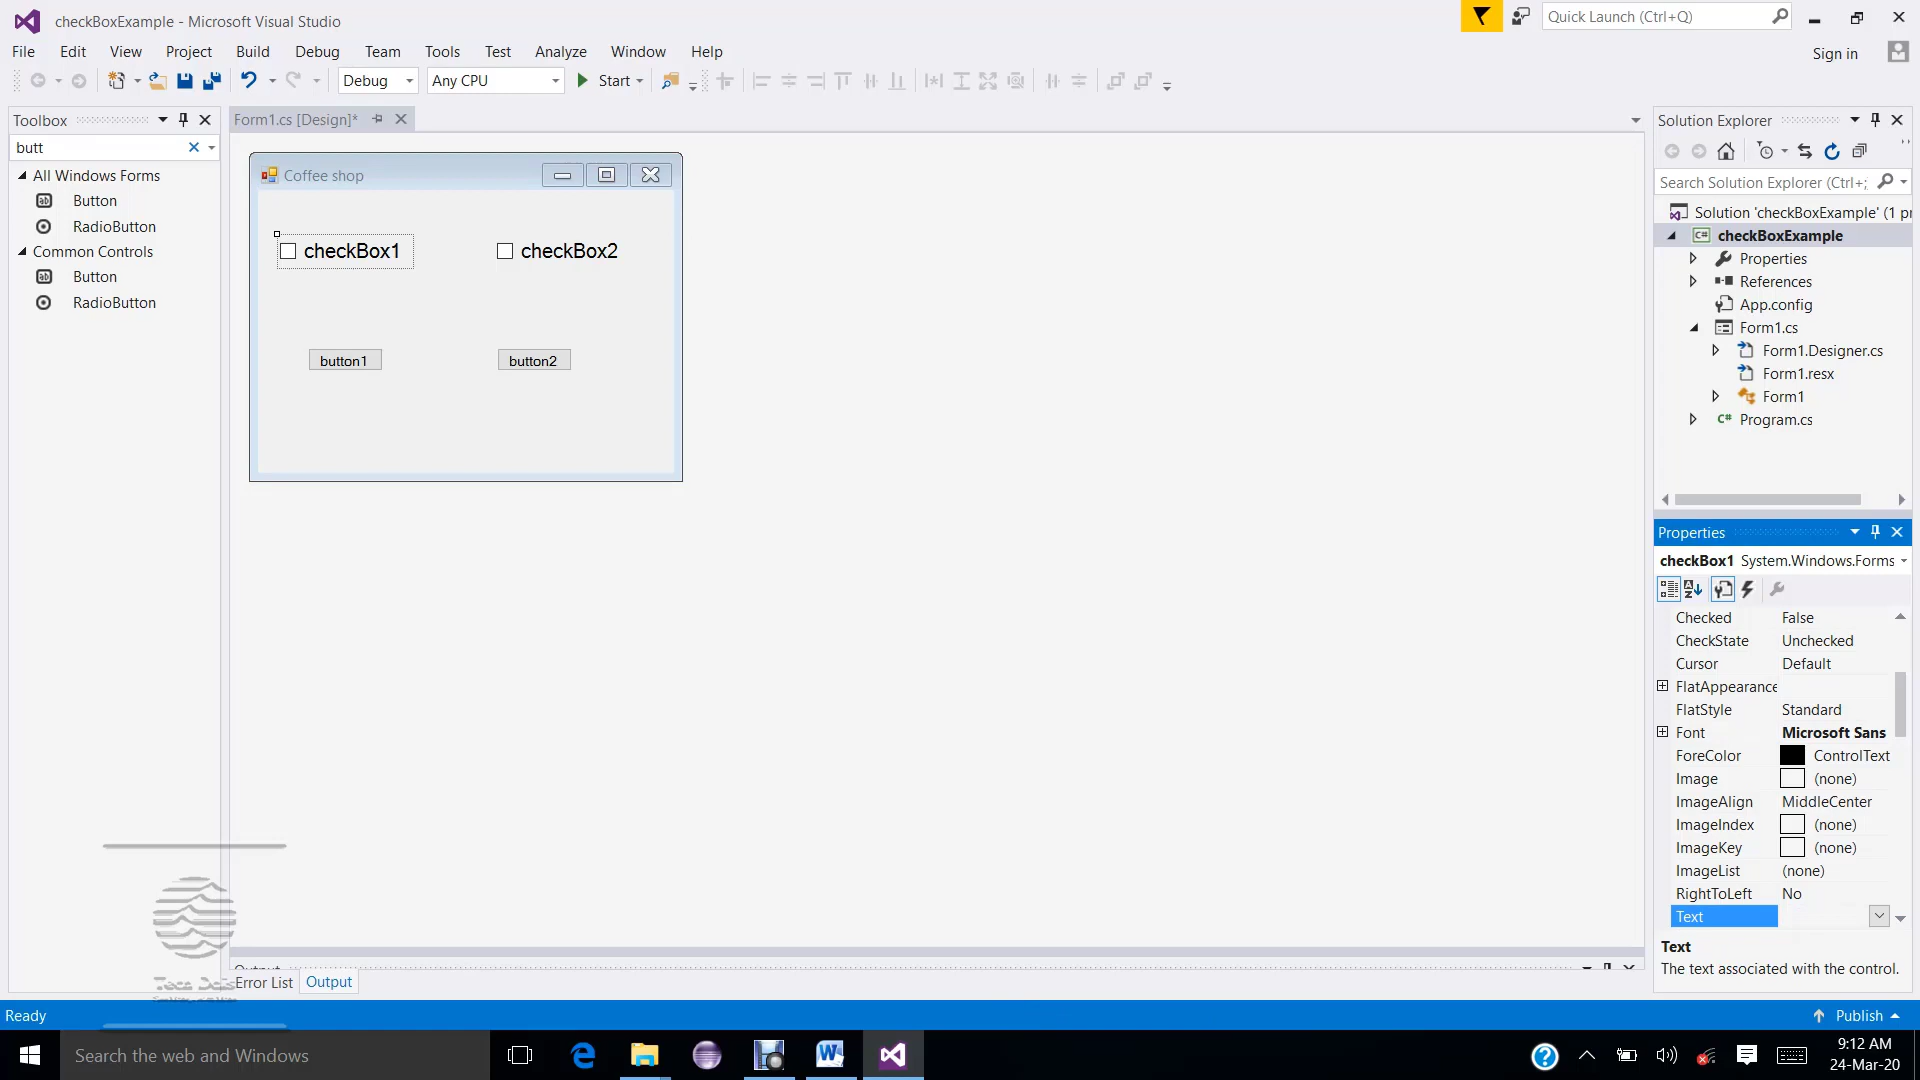 checkBoxExample - Microsoft Visual Studio
Quick Launch (Ctrl+Q)
File Edit View Project Build Debug Team Tools Test Analyze Window Help
Sign in
Debug Any CPU Start
Toolbox
butt
All Windows Forms
Button
RadioButton
Common Controls
Button
RadioButton
Form1.cs [Design]*
Coffee shop
checkBox1 checkBox2
button1 button2
Error List Output
Solution Explorer
Search Solution Explorer (Ctrl+;
Solution 'checkBoxExample' (1 pr
C# checkBoxExample
Properties
References
App.config
Form1.cs
Form1.Designer.cs
Form1.resx
Form1
C# Program.cs
Properties
checkBox1 System.Windows.Forms
Checked False
CheckState Unchecked
Cursor Default
FlatAppearance
FlatStyle Standard
Font Microsoft Sans
ForeColor ControlText
Image (none)
ImageAlign MiddleCenter
ImageIndex (none)
ImageKey (none)
ImageList (none)
RightToLeft No
Text
Text
The text associated with the control.
Ready
Publish
Search the web and Windows
9:12 AM
24-Mar-20